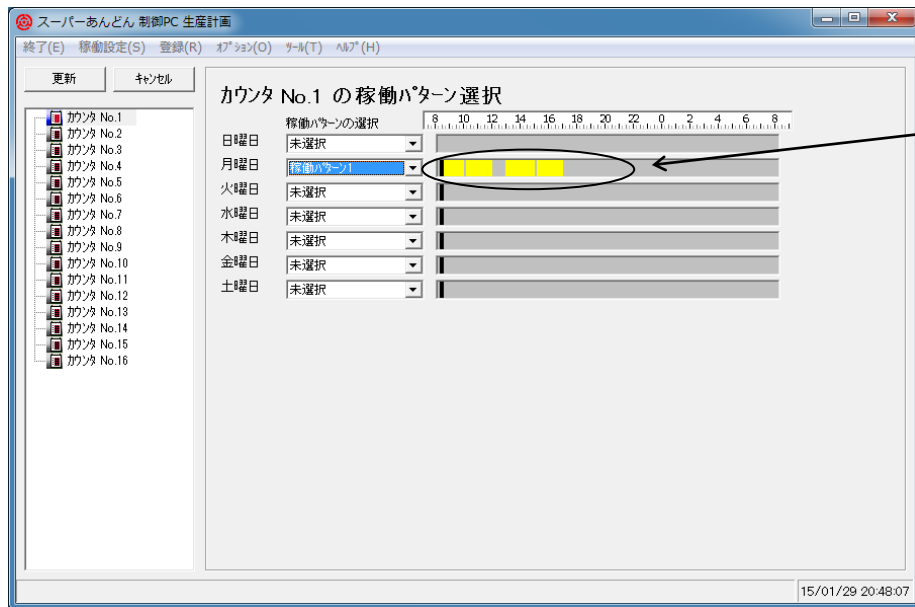 スーパーあんどん 制御PC 生産計画
終了(E) 稼働設定(S) 登録(R) オプション(O) ツール(T) ヘルプ(H)
更新 キャンセル
カウンタ No.1
カウンタ No.2
カウンタ No.3
カウンタ No.4
カウンタ No.5
カウンタ No.6
カウンタ No.7
カウンタ No.8
カウンタ No.9
カウンタ No.10
カウンタ No.11
カウンタ No.12
カウンタ No.13
カウンタ No.14
カウンタ No.15
カウンタ No.16
カウンタ No.1 の稼働パターン選択
稼働パターンの選択 8 10 12 14 16 18 20 22 0 2 4 6 8
日曜日 未選択
月曜日 稼働パターン1
火曜日 未選択
水曜日 未選択
木曜日 未選択
金曜日 未選択
土曜日 未選択
15/01/29 20:48:07